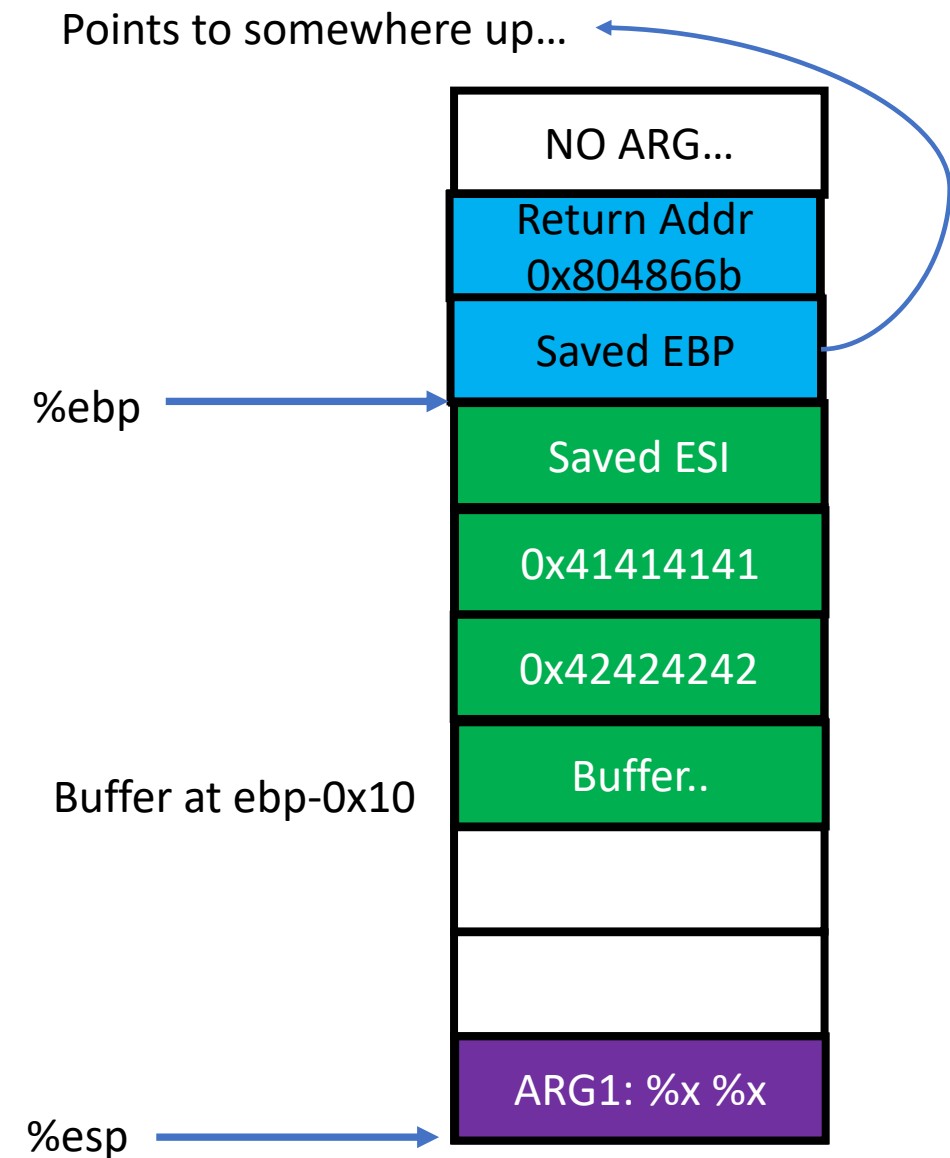 Points to somewhere up…
NO ARG…
Return Addr
0x804866b
Saved EBP
%ebp
Saved ESI
0x41414141
0x42424242
Buffer..
Buffer at ebp-0x10
ARG1: %x %x
%esp